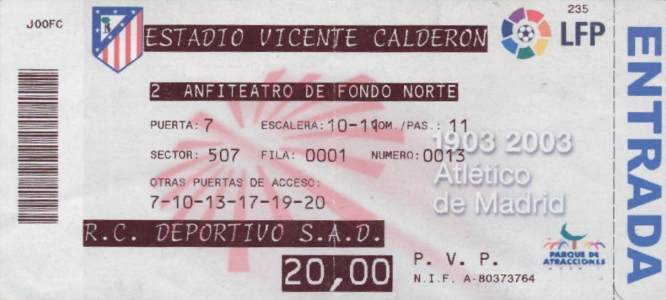 J00FC
235
ESTADIO VICENTE CALDERON
LFP
2 ANFITEATRO DE FONDO NORTE
PUERTA: 7 ESCALERA: 10-11 OM./PAS.: 11
1903 2003
SECTOR: 507 FILA: 0001 NUMERO: 0013
Atlético
de Madrid
OTRAS PUERTAS DE ACCESO:
7-10-13-17-19-20
R.C. DEPORTIVO S.A.D.
20,00
P. V. P.
N.I.F. A-80373764
PARQUE DE
ATRACCIONES
ENTRADA